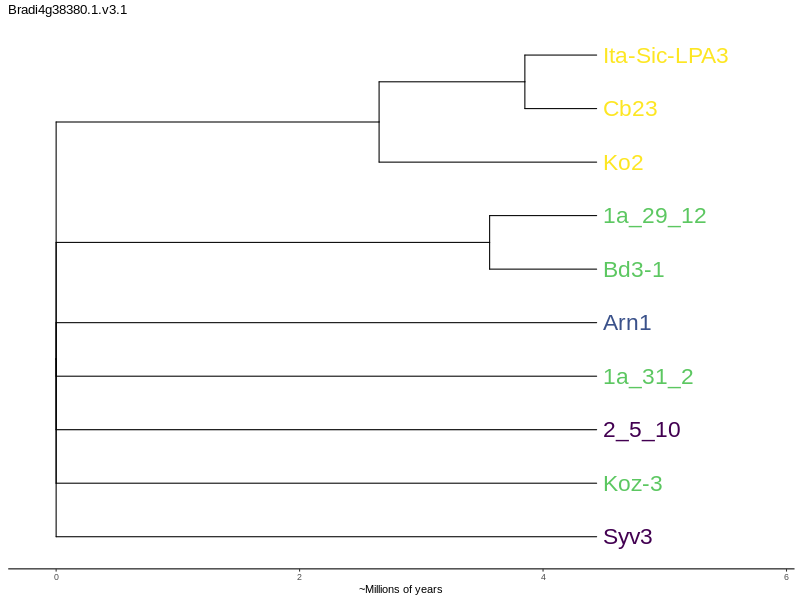 Bradi4g38380.1.v3.1
Ita-Sic-LPA3
Cb23
Ko2
1a_29_12
Bd3-1
Arn1
1a_31_2
2_5_10
Koz-3
Syv3
0 2 4 6
~Millions of years